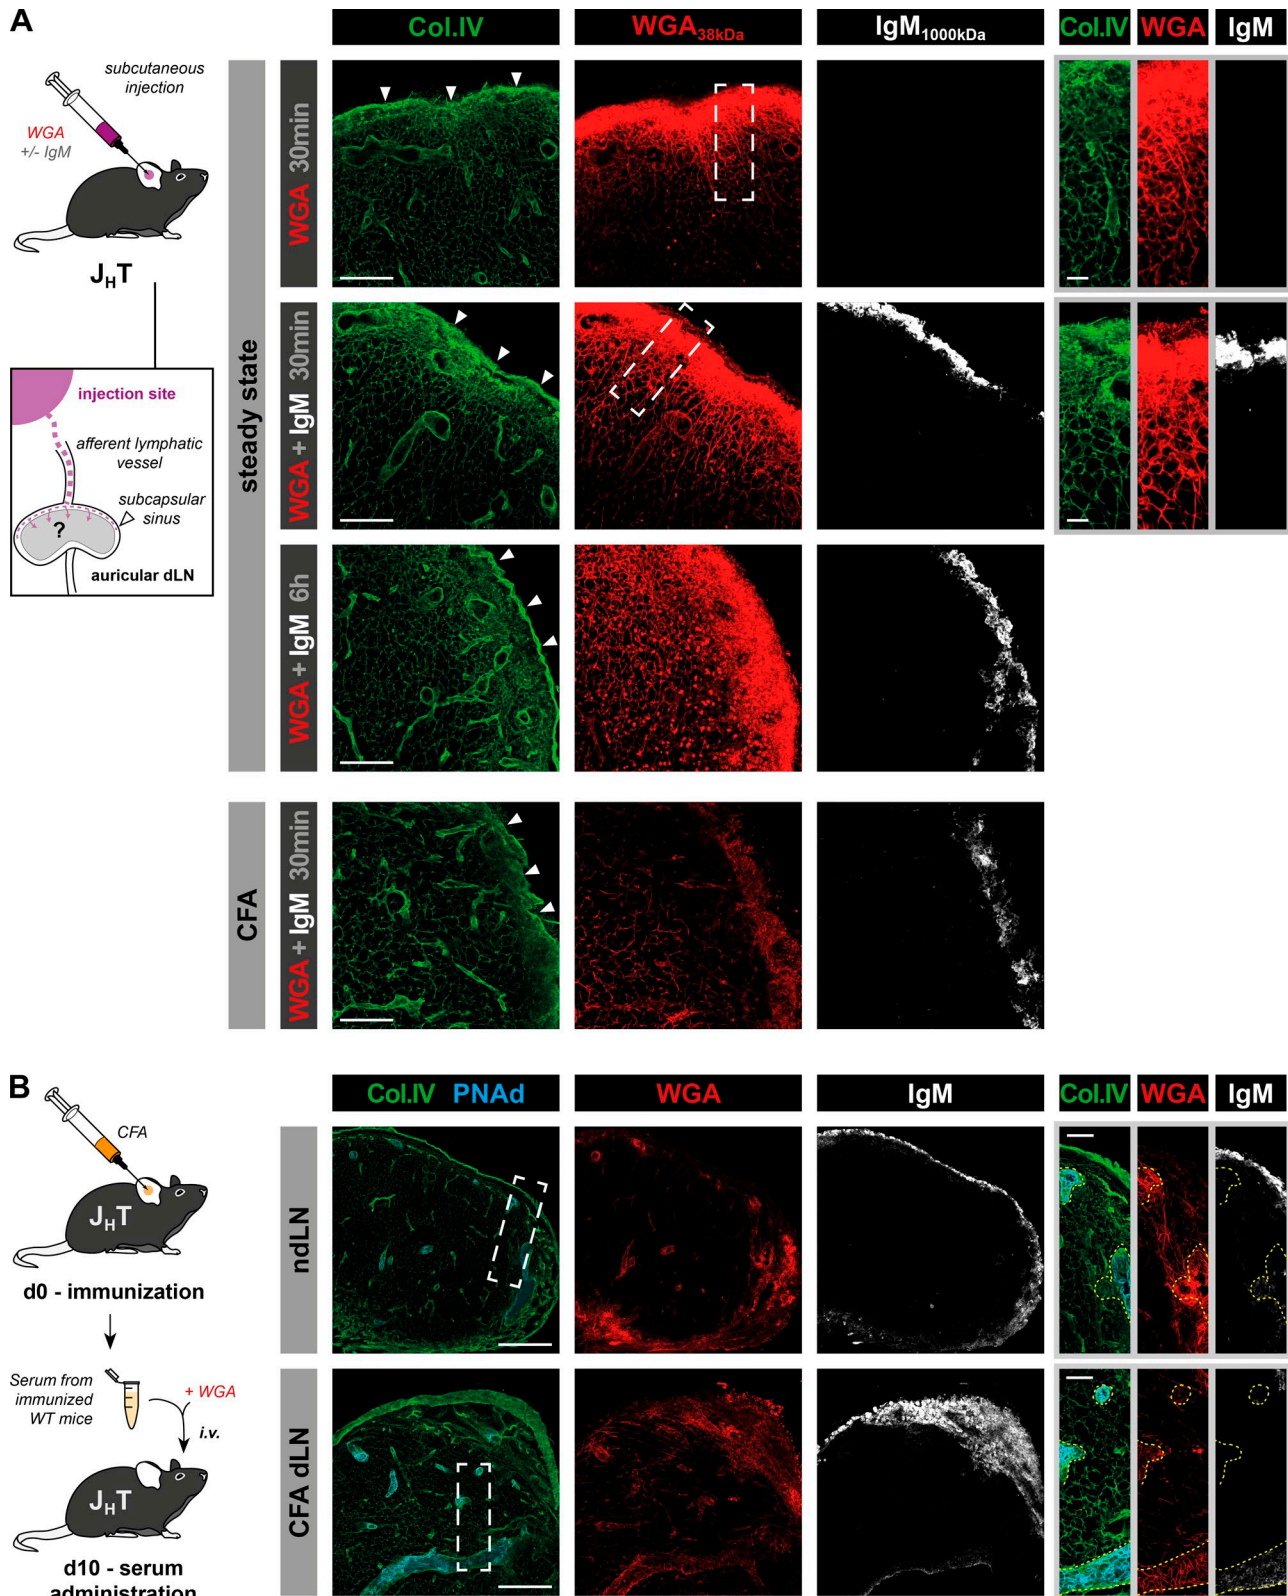 A
Col.IV
WGA38kDa
IgM1000kDa
Col.IV
WGA
IgM
subcutaneous
injection
WGA
+/- IgM
JHT
injection site
afferent lymphatic
vessel
subcapsular
sinus
?
auricular dLN
steady state
WGA 30min
WGA + IgM 30min
WGA + IgM 6h
CFA
WGA + IgM 30min
B
Col.IV PNAd
WGA
IgM
Col.IV
WGA
IgM
CFA
JHT
d0 - immunization
Serum from
immunized
WT mice
+ WGA
i.v.
JHT
d10 - serum
administration
ndLN
CFA dLN